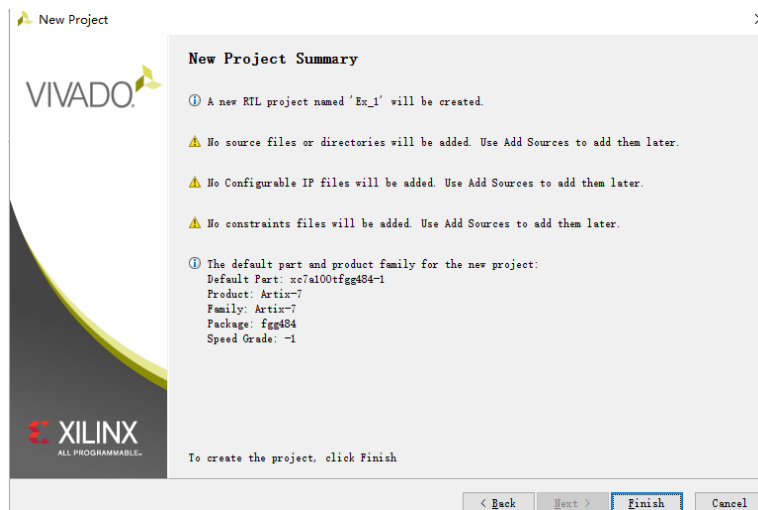 New Project
VIVADO.
New Project Summary
A new RTL project named 'Ex_1' will be created.
No source files or directories will be added. Use Add Sources to add them later.
No Configurable IP files will be added. Use Add Sources to add them later.
No constraints files will be added. Use Add Sources to add them later.
The default part and product family for the new project:
Default Part: xc7a100tfgg484-1
Product: Artix-7
Family: Artix-7
Package: fgg484
Speed Grade: -1
XILINX
ALL PROGRAMMABLE™
To create the project, click Finish
< Back
Next >
Finish
Cancel